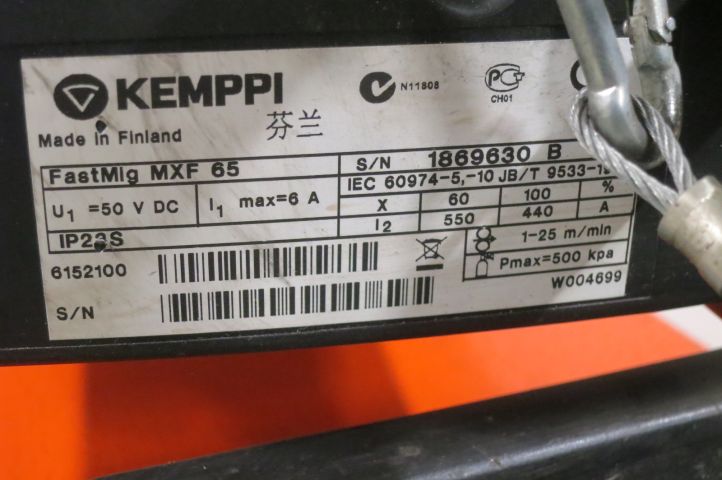 KEMPPI
N11808
CH01
Made in Finland
芬兰
FastMig MXF 65
S/N 1869630 B
IEC 60974-5,-10 JB/T 9533-19
U1 =50 V DC
I1 max=6 A
X 60 100 %
I2 550 440 A
IP23S
1-25 m/min
6152100
Pmax=500 kpa
W004699
S/N